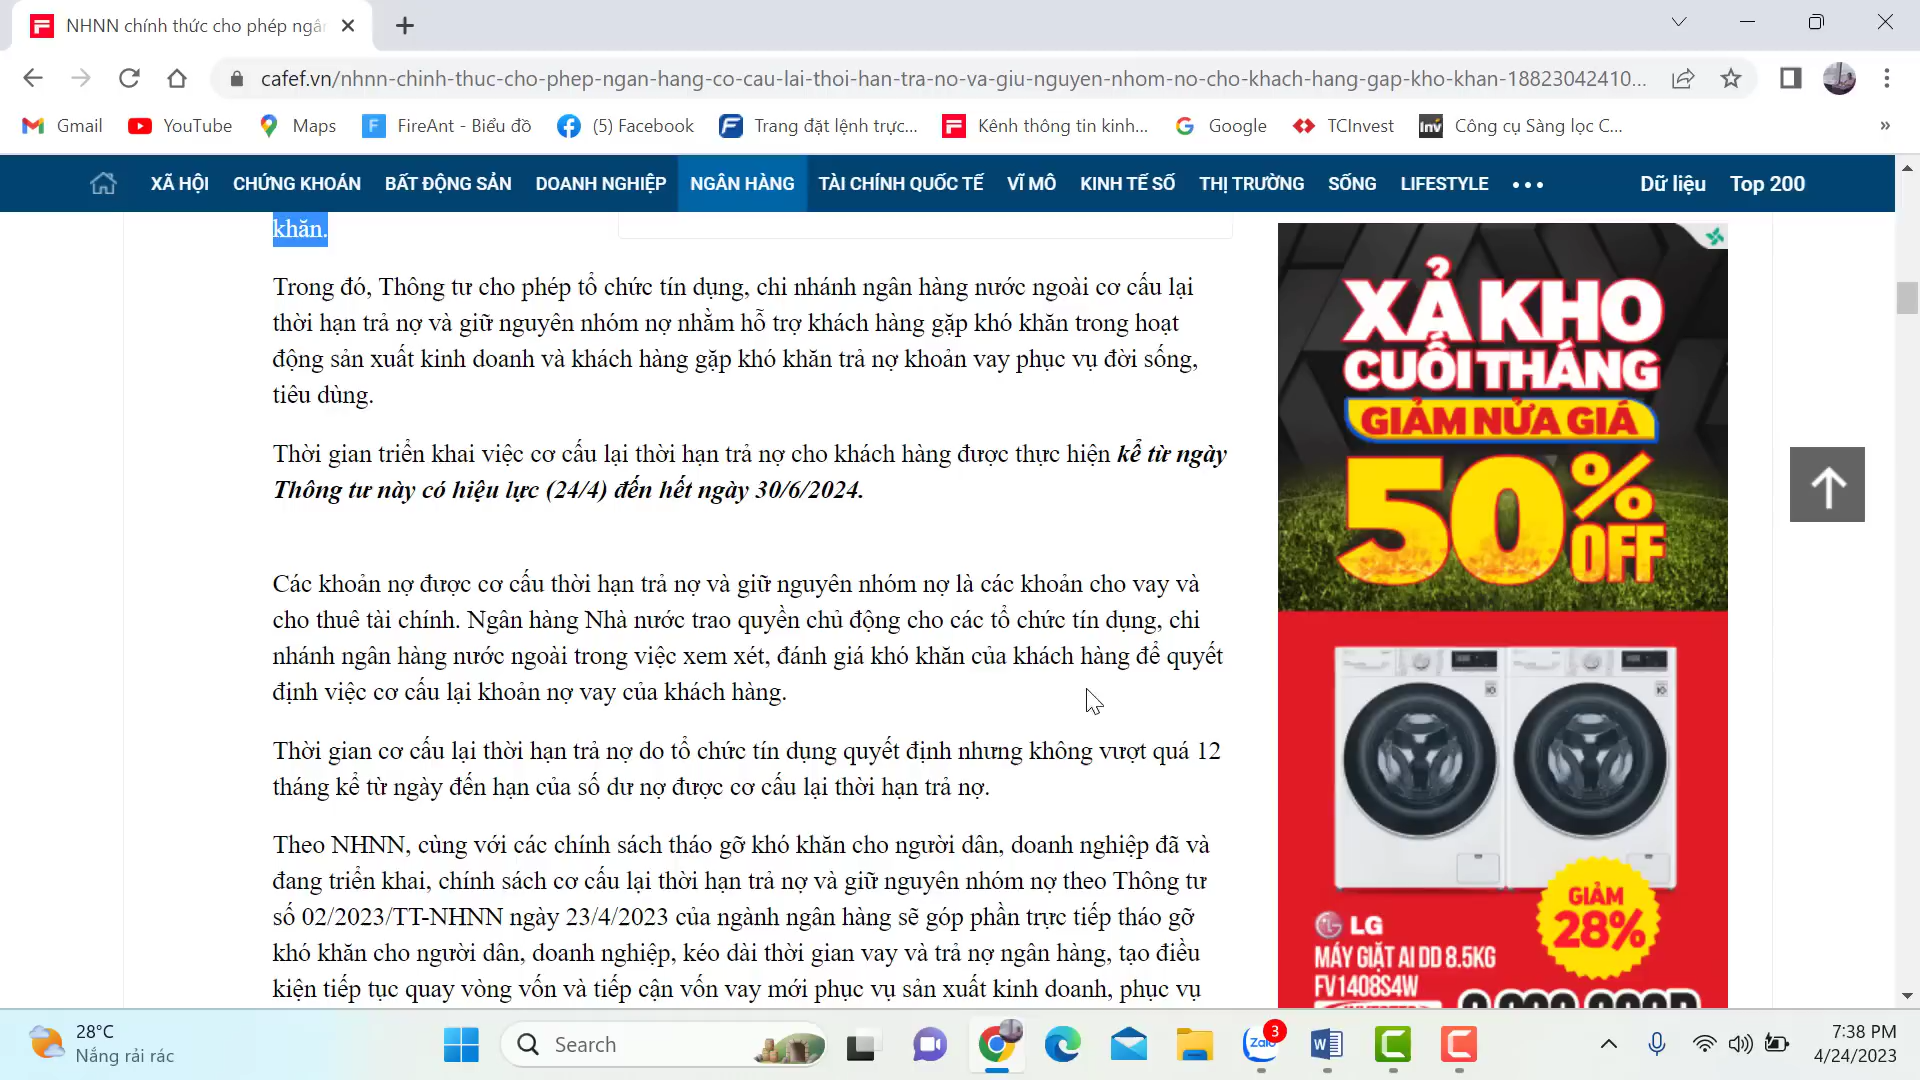 NHNN chính thức cho phép ngân
cafef.vn/nhnn-chinh-thuc-cho-phep-ngan-hang-co-cau-lai-thoi-han-tra-no-va-giu-nguyen-nhom-no-cho-khach-hang-gap-kho-khan-18823042410...
Gmail YouTube Maps FireAnt - Biểu đồ (5) Facebook Trang đặt lệnh trực... Kênh thông tin kinh... Google TCInvest Công cụ Sàng lọc C... »
XÃ HỘI CHỨNG KHOÁN BẤT ĐỘNG SẢN DOANH NGHIỆP NGÂN HÀNG TÀI CHÍNH QUỐC TẾ VĨ MÔ KINH TẾ SỐ THỊ TRƯỜNG SỐNG LIFESTYLE ••• Dữ liệu Top 200
khăn.
Trong đó, Thông tư cho phép tổ chức tín dụng, chi nhánh ngân hàng nước ngoài cơ cấu lại
thời hạn trả nợ và giữ nguyên nhóm nợ nhằm hỗ trợ khách hàng gặp khó khăn trong hoạt
động sản xuất kinh doanh và khách hàng gặp khó khăn trả nợ khoản vay phục vụ đời sống,
tiêu dùng.
Thời gian triển khai việc cơ cấu lại thời hạn trả nợ cho khách hàng được thực hiện kể từ ngày
Thông tư này có hiệu lực (24/4) đến hết ngày 30/6/2024.
Các khoản nợ được cơ cấu thời hạn trả nợ và giữ nguyên nhóm nợ là các khoản cho vay và
cho thuê tài chính. Ngân hàng Nhà nước trao quyền chủ động cho các tổ chức tín dụng, chi
nhánh ngân hàng nước ngoài trong việc xem xét, đánh giá khó khăn của khách hàng để quyết
định việc cơ cấu lại khoản nợ vay của khách hàng.
Thời gian cơ cấu lại thời hạn trả nợ do tổ chức tín dụng quyết định nhưng không vượt quá 12
tháng kể từ ngày đến hạn của số dư nợ được cơ cấu lại thời hạn trả nợ.
Theo NHNN, cùng với các chính sách tháo gỡ khó khăn cho người dân, doanh nghiệp đã và
đang triển khai, chính sách cơ cấu lại thời hạn trả nợ và giữ nguyên nhóm nợ theo Thông tư
số 02/2023/TT-NHNN ngày 23/4/2023 của ngành ngân hàng sẽ góp phần trực tiếp tháo gỡ
khó khăn cho người dân, doanh nghiệp, kéo dài thời gian vay và trả nợ ngân hàng, tạo điều
kiện tiếp tục quay vòng vốn và tiếp cận vốn vay mới phục vụ sản xuất kinh doanh, phục vụ
XẢ KHO
CUỐI THÁNG
GIẢM NỬA GIÁ
50%
OFF
GIẢM
28%
LG
MÁY GIẶT AI DD 8.5KG
FV1408S4W
28°C
Nắng rải rác
Search
Zalo
3
7:38 PM
4/24/2023